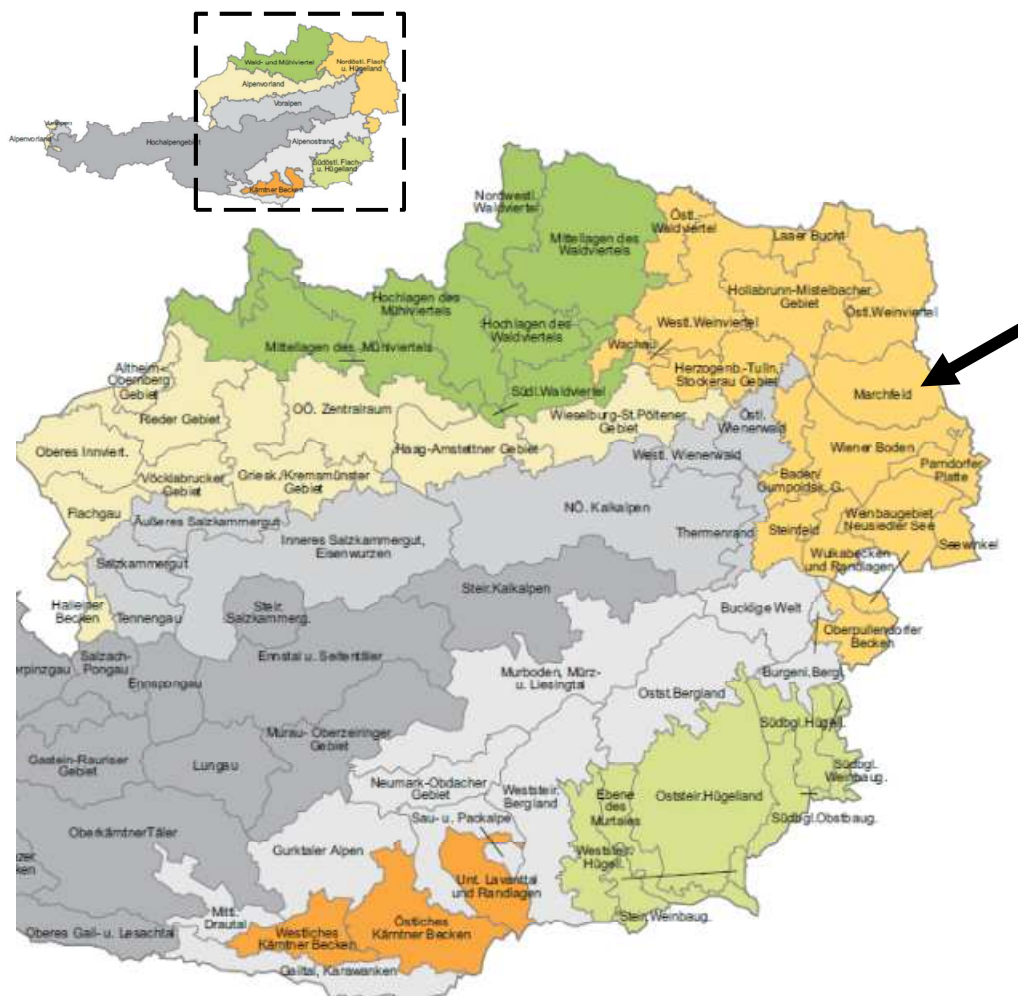 Wald- und Mühlviertel
Nordöstl. Flach-
u. Hügelland
Alpenvorland
Voralpen
Voralpen
Alpenvorland
Hochalpengebiet
Alpenostrand
Südöstl. Flach-
u. Hügelland
Kärntner Becken
Nordwestl.
Waldviertel
Östl.
Waldviertel
Mittellagen des
Waldviertels
Laaer Bucht
Hollabrunn-Mistelbacher
Gebiet
Östl.Weinviertel
Hochlagen des
Mühlviertels
Hochlagen des
Waldviertels
Westl. Weinviertel
Wachau
Mittellagen des Mühlviertels
Herzogenb.-Tulln.
Stockerau Gebiet
Marchfeld
Altheim-
Obernberg
Gebiet
Südl.Waldviertel
OÖ. Zentralraum
Rieder Gebiet
Wieselburg-St.Pöltener
Gebiet
Östl.
Wienerwald
Oberes Innviert.
Haag-Amstettner Gebiet
Westl. Wienerwald
Wiener Boden
Parndorfer
Platte
Vöcklabrucker
Gebiet
Griesk./Kremsmünster
Gebiet
Baden/
Gumpoldsk. G.
Flachgau
Äußeres Salzkammergut
NÖ. Kalkalpen
Weinbaugebiet
Neusiedler See
Inneres Salzkammergut,
Eisenwurzen
Thermenrand
Steinfeld
Seewinkel
Salzkammergut
Wulkabecken
und Randlagen
Halleiner
Becken
Tennengau
Steir.
Salzkammerg.
Steir.Kalkalpen
Bucklige Welt
Oberpullendorfer
Becken
Salzach-
Pongau
erpinzgau
Ennspongau
Ennstal u. Seitentäler
Murboden, Mürz-
u. Liesingtal
Burgenl. Bergl.
Ostst.Bergland
Südbgl.Hügell.
Murau- Oberzeiringer
Gebiet
Gastein-Rauriser
Gebiet
Lungau
Neumark-Obdacher
Gebiet
Weststeir.
Bergland
Ebene
des
Murtales
Oststeir.Hügelland
Südbgl.
Weinbaug.
Südbgl.Obstbaug.
Oberkärntner Täler
Sau- u. Packalpe
Gurktaler Alpen
Weststeir.
Hügell.
Unt. Lavanttal
und Randlagen
Mittl.
Drautal
Steir.Weinbaug.
Oberes Gail- u. Lesachtal
Westliches
Kärntner Becken
Östliches
Kärntner Becken
Gailtal, Karawanken